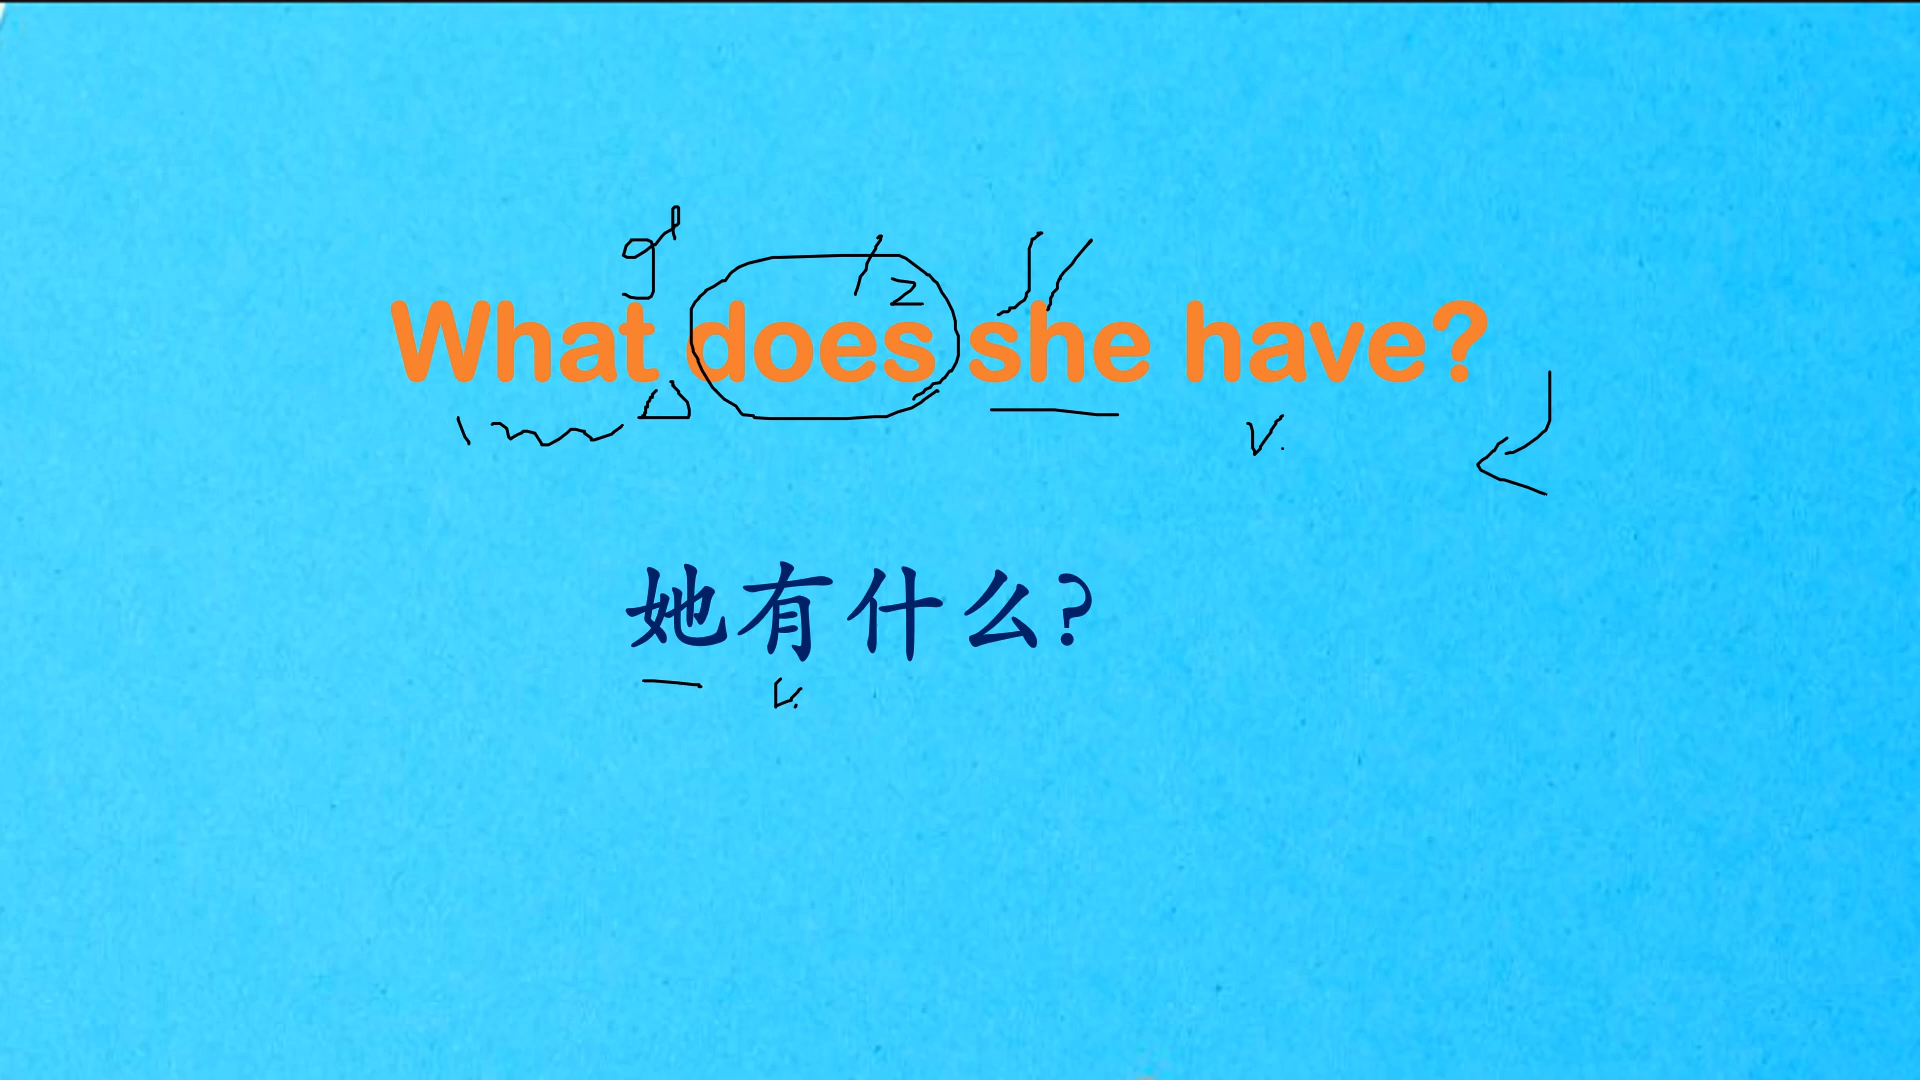 What does she have?
z
v.
她有什么?
v.